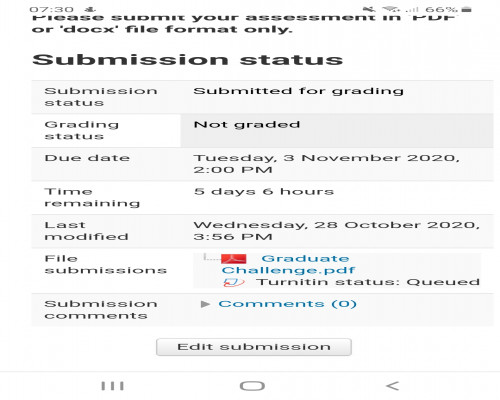 07:30 66%
Please submit your assessment in 'PDF'
or 'docx' file format only.
Submission status
Submission
status
Submitted for grading
Grading
status
Not graded
Due date
Tuesday, 3 November 2020,
2:00 PM
Time
remaining
5 days 6 hours
Last
modified
Wednesday, 28 October 2020,
3:56 PM
File
submissions
Graduate
Challenge.pdf
Turnitin status: Queued
Submission
comments
Comments (0)
Edit submission